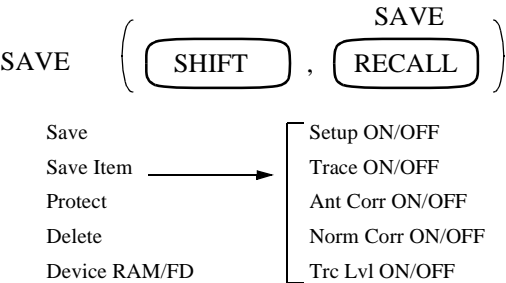 SAVE
SAVE ( SHIFT , RECALL )
Save
Save Item
Protect
Delete
Device RAM/FD
Setup ON/OFF
Trace ON/OFF
Ant Corr ON/OFF
Norm Corr ON/OFF
Trc Lvl ON/OFF